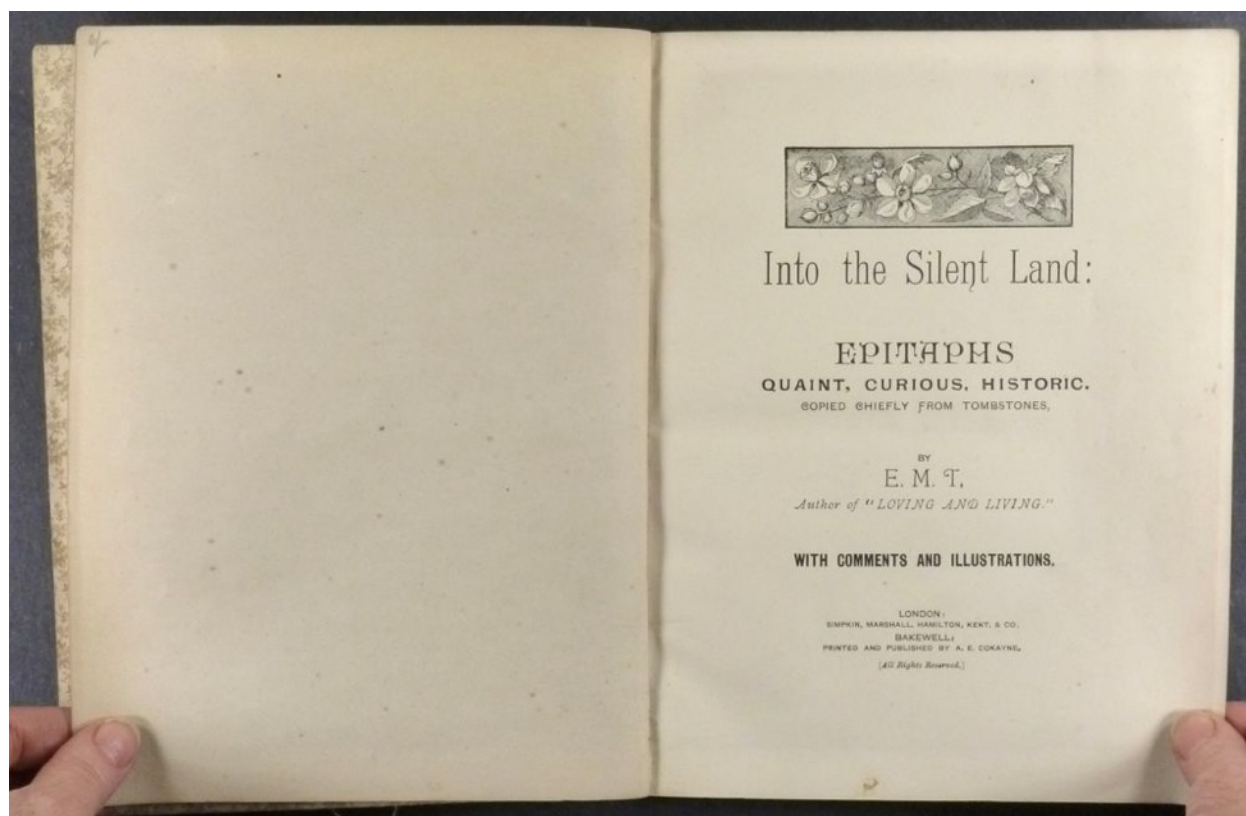 Into the Silent Land:
EPITAPHS
QUAINT, CURIOUS, HISTORIC.
COPIED CHIEFLY FROM TOMBSTONES,
BY
E. M. T.
Author of "LOVING AND LIVING."
WITH COMMENTS AND ILLUSTRATIONS.
LONDON:
SIMPKIN, MARSHALL, HAMILTON, KENT, & CO.
BAKEWELL:
PRINTED AND PUBLISHED BY A. E. COKAYNE.
[All Rights Reserved.]